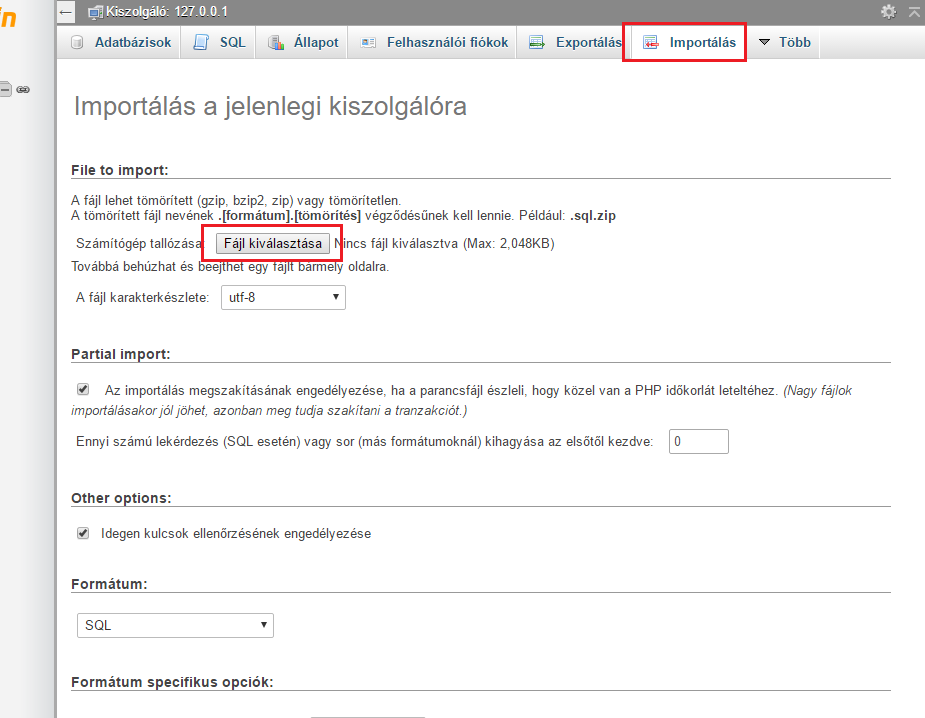 in
Kiszolgáló: 127.0.0.1
Adatbázisok SQL Állapot Felhasználói fiókok Exportálás Importálás Több
Importálás a jelenlegi kiszolgálóra
File to import:
A fájl lehet tömörített (gzip, bzip2, zip) vagy tömörítetlen.
A tömörített fájl nevének .[formátum].[tömörítés] végződésűnek kell lennie. Például: .sql.zip
Számítógép tallózása: Fájl kiválasztása Nincs fájl kiválasztva (Max: 2,048KB)
Továbbá behúzhat és beejthet egy fájlt bármely oldalra.
A fájl karakterkészlete: utf-8
Partial import:
Az importálás megszakításának engedélyezése, ha a parancsfájl észleli, hogy közel van a PHP időkorlát leteltéhez. (Nagy fájlok
importálásakor jól jöhet, azonban meg tudja szakítani a tranzakciót.)
Ennyi számú lekérdezés (SQL esetén) vagy sor (más formátumoknál) kihagyása az elsőtől kezdve: 0
Other options:
Idegen kulcsok ellenőrzésének engedélyezése
Formátum:
SQL
Formátum specifikus opciók: